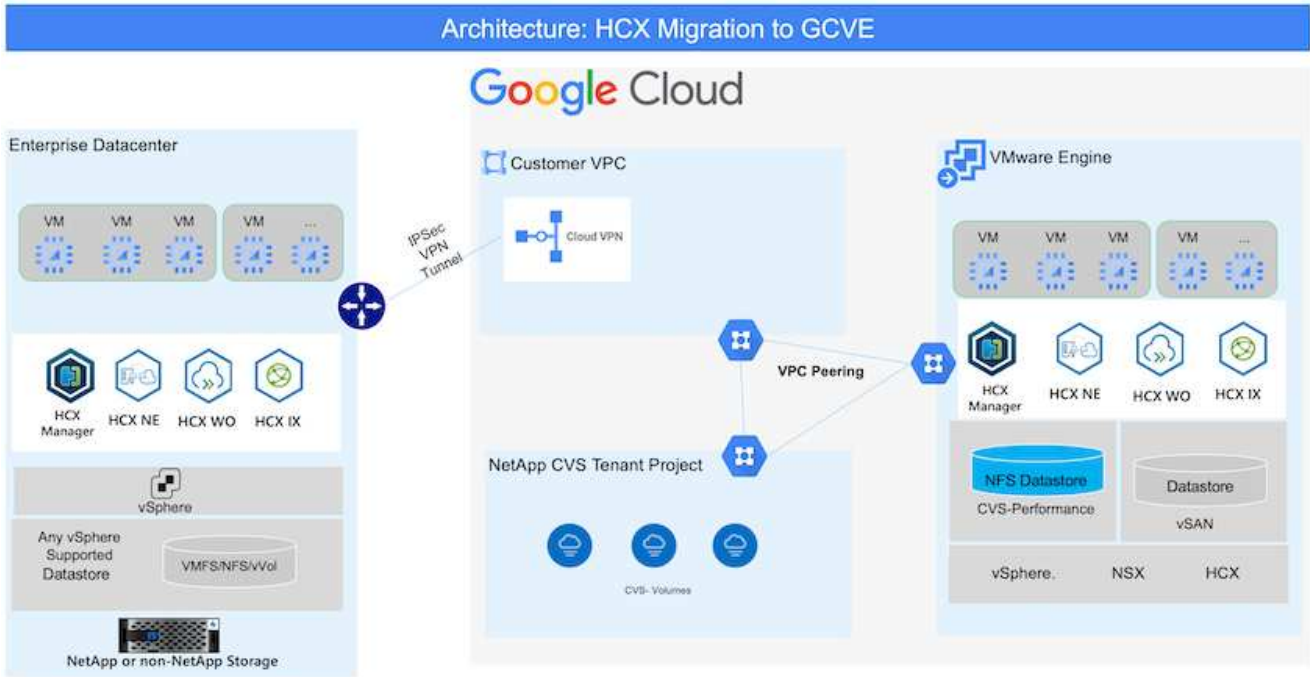 Architecture: HCX Migration to GCVE
Google Cloud
Enterprise Datacenter
VM VM VM VM ...
HCX
Manager
HCX NE
HCX WO
HCX IX
vSphere
Any vSphere
Supported
Datastore
VMFS/NFS/vVol
NetApp or non-NetApp Storage
IPSec
VPN
Tunnel
Customer VPC
Cloud VPN
VPC Peering
NetApp CVS Tenant Project
CVS- Volumes
VMware Engine
VM VM VM VM ...
HCX
Manager
HCX NE
HCX WO
HCX IX
NFS Datastore
CVS-Performance
Datastore
vSAN
vSphere. NSX HCX